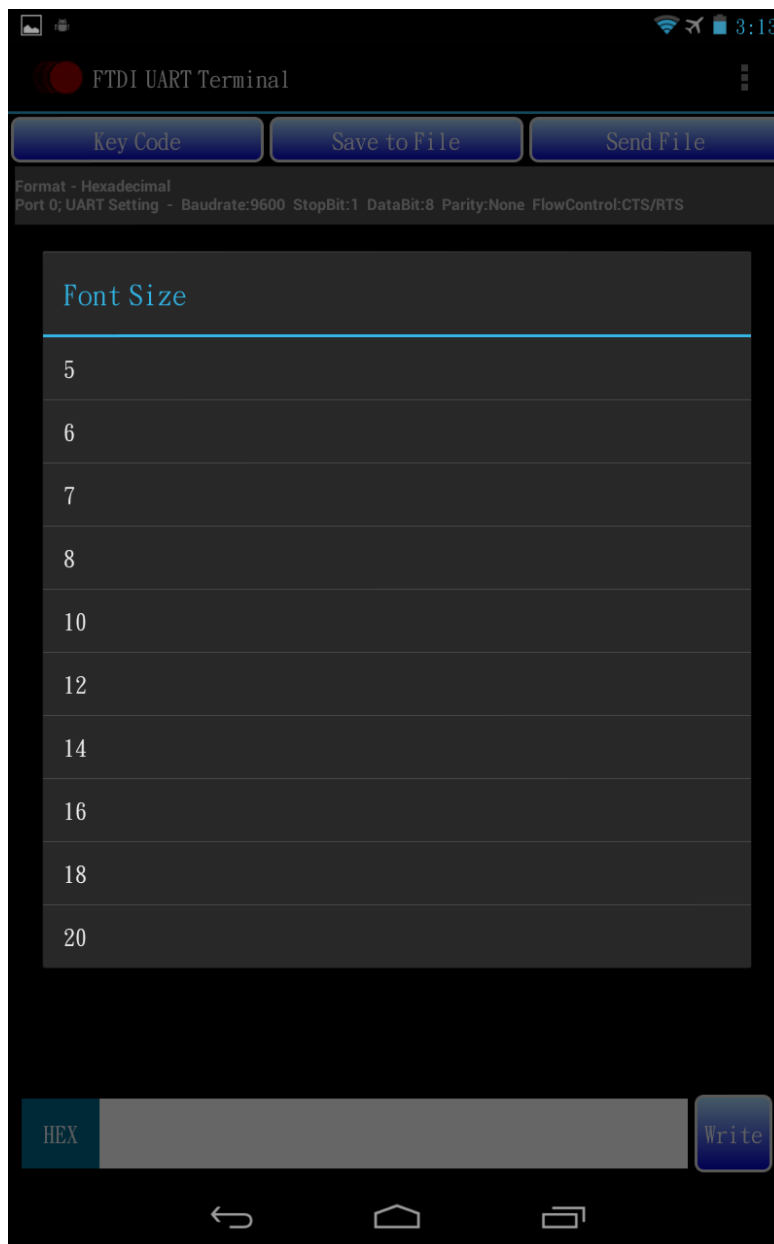 3:13
FTDI UART Terminal
Key Code
Save to File
Send File
Format - Hexadecimal
Port 0; UART Setting - Baudrate:9600 StopBit:1 DataBit:8 Parity:None FlowControl:CTS/RTS
Font Size
5
6
7
8
10
12
14
16
18
20
HEX
Write